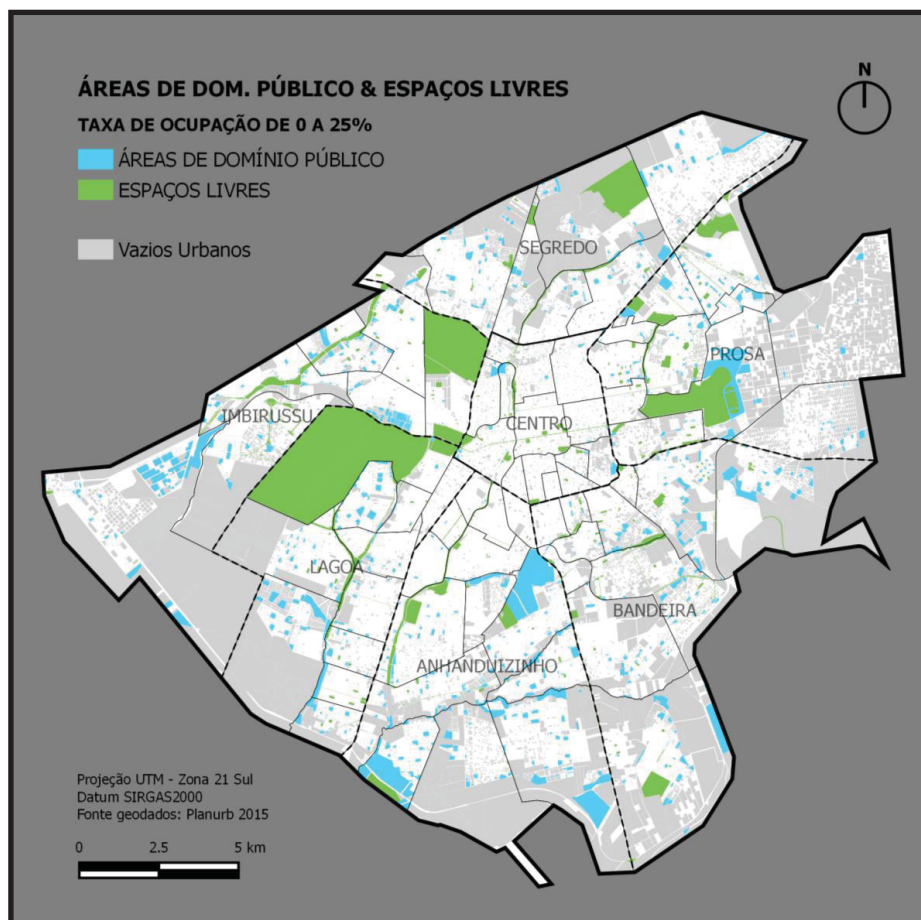 ÁREAS DE DOM. PÚBLICO & ESPAÇOS LIVRES
N
TAXA DE OCUPAÇÃO DE 0 A 25%
ÁREAS DE DOMÍNIO PÚBLICO
ESPAÇOS LIVRES
Vazios Urbanos
SEGREDO
PROSA
IMBIRUSSU
CENTRO
LAGOA
BANDEIRA
ANHANDUIZINHO
Projeção UTM - Zona 21 Sul
Datum SIRGAS2000
Fonte geodados: Planurb 2015
0 2.5 5 km